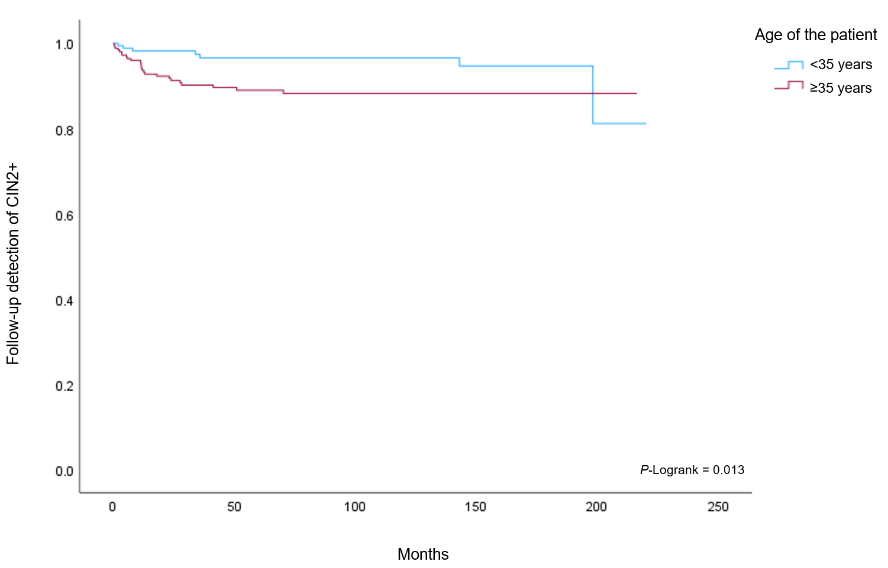 Age of the patient
<35 years
≥35 years
1.0
0.8
0.6
0.4
0.2
0.0
Follow-up detection of CIN2+
P-Logrank = 0.013
0 50 100 150 200 250
Months